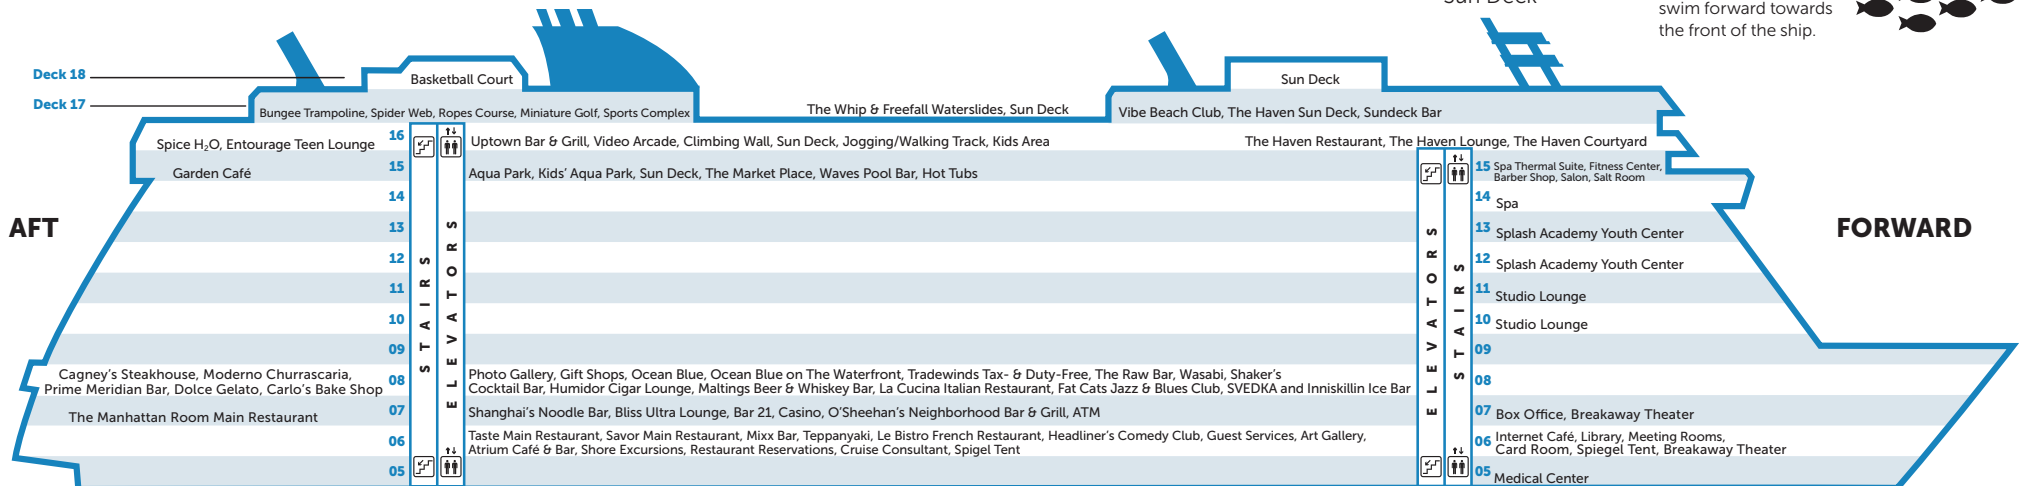 Sun Deck
swim forward towards
the front of the ship.
Deck 18
Basketball Court
Sun Deck
Deck 17
Bungee Trampoline, Spider Web, Ropes Course, Miniature Golf, Sports Complex
The Whip & Freefall Waterslides, Sun Deck
Vibe Beach Club, The Haven Sun Deck, Sundeck Bar
16
Spice H₂O, Entourage Teen Lounge
Uptown Bar & Grill, Video Arcade, Climbing Wall, Sun Deck, Jogging/Walking Track, Kids Area
The Haven Restaurant, The Haven Lounge, The Haven Courtyard
Garden Café
15
Aqua Park, Kids' Aqua Park, Sun Deck, The Market Place, Waves Pool Bar, Hot Tubs
15
Spa Thermal Suite, Fitness Center,
Barber Shop, Salon, Salt Room
14
14
Spa
AFT
13
13
Splash Academy Youth Center
FORWARD
12
12
Splash Academy Youth Center
11
11
Studio Lounge
10
10
Studio Lounge
09
09
STAIRS
ELEVATORS
ELEVATORS
STAIRS
Cagney's Steakhouse, Moderno Churrascaria,
Prime Meridian Bar, Dolce Gelato, Carlo's Bake Shop
08
Photo Gallery, Gift Shops, Ocean Blue, Ocean Blue on The Waterfront, Tradewinds Tax- & Duty-Free, The Raw Bar, Wasabi, Shaker's
Cocktail Bar, Humidor Cigar Lounge, Maltings Beer & Whiskey Bar, La Cucina Italian Restaurant, Fat Cats Jazz & Blues Club, SVEDKA and Inniskillin Ice Bar
08
The Manhattan Room Main Restaurant
07
Shanghai's Noodle Bar, Bliss Ultra Lounge, Bar 21, Casino, O'Sheehan's Neighborhood Bar & Grill, ATM
07
Box Office, Breakaway Theater
06
Taste Main Restaurant, Savor Main Restaurant, Mixx Bar, Teppanyaki, Le Bistro French Restaurant, Headliner's Comedy Club, Guest Services, Art Gallery,
Atrium Café & Bar, Shore Excursions, Restaurant Reservations, Cruise Consultant, Spigel Tent
06
Internet Café, Library, Meeting Rooms,
Card Room, Spiegel Tent, Breakaway Theater
05
05
Medical Center